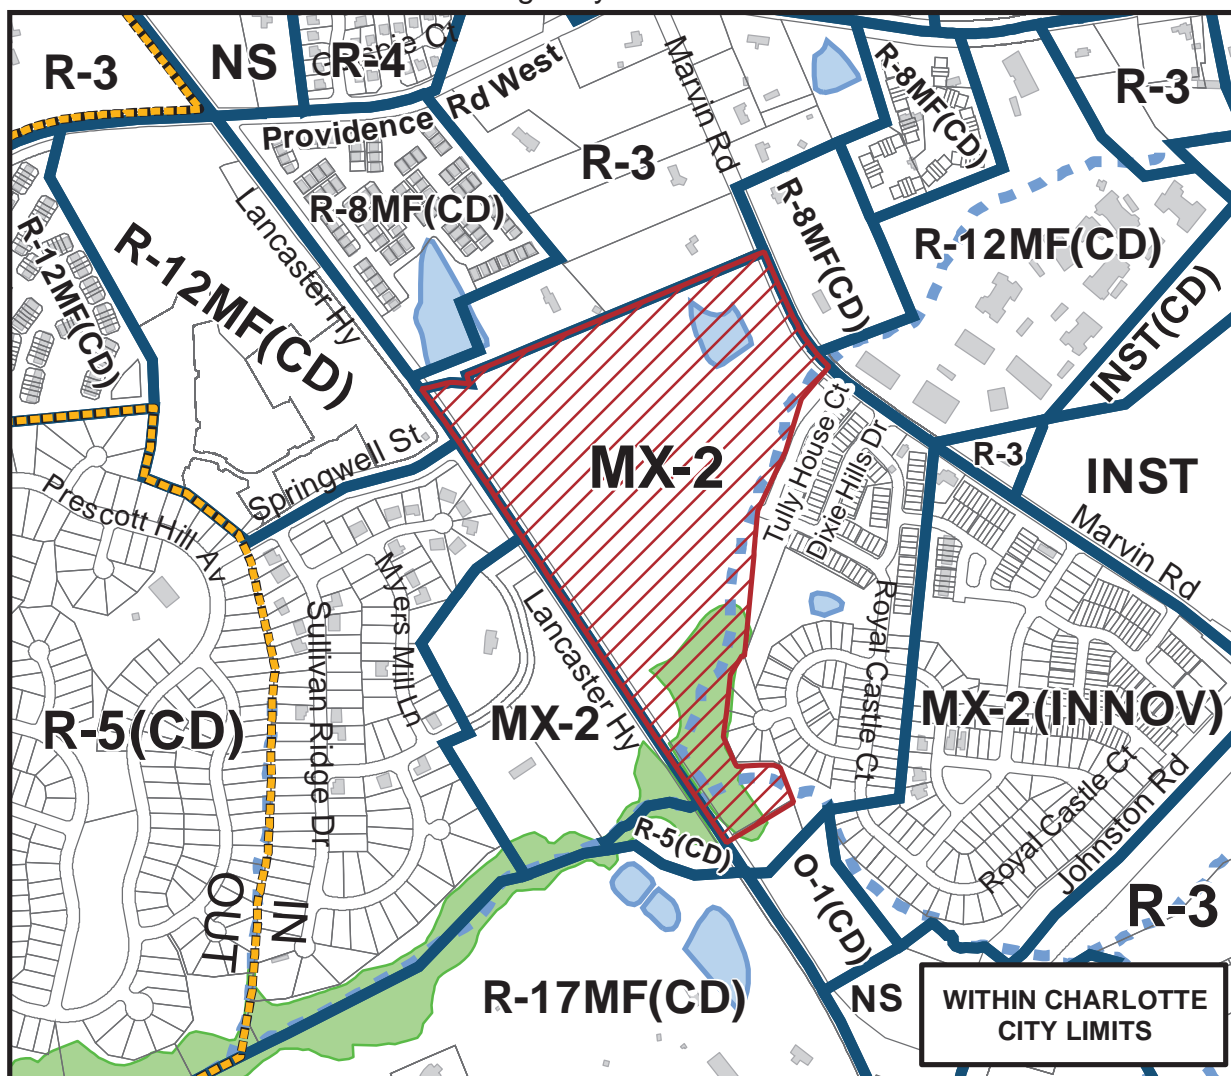 R-3
NS
R-4
Providence Rd West
Marvin Rd
R-8MF(CD)
R-3
R-3
R-8MF(CD)
R-12MF(CD)
R-12MF(CD)
Lancaster Hy
R-8MF(CD)
R-12MF(CD)
INST(CD)
MX-2
Tully House Ct
Dixie Hills Dr
R-3
INST
Marvin Rd
Springwell St
Prescott Hill Av
Myers Mill Ln
Sullivan Ridge Dr
Lancaster Hy
Royal Castle Ct
R-5(CD)
MX-2
MX-2(INNOV)
Royal Castle Ct
Johnston Rd
R-5(CD)
O-1(CD)
R-3
OUT
IN
R-17MF(CD)
NS
WITHIN CHARLOTTE
CITY LIMITS